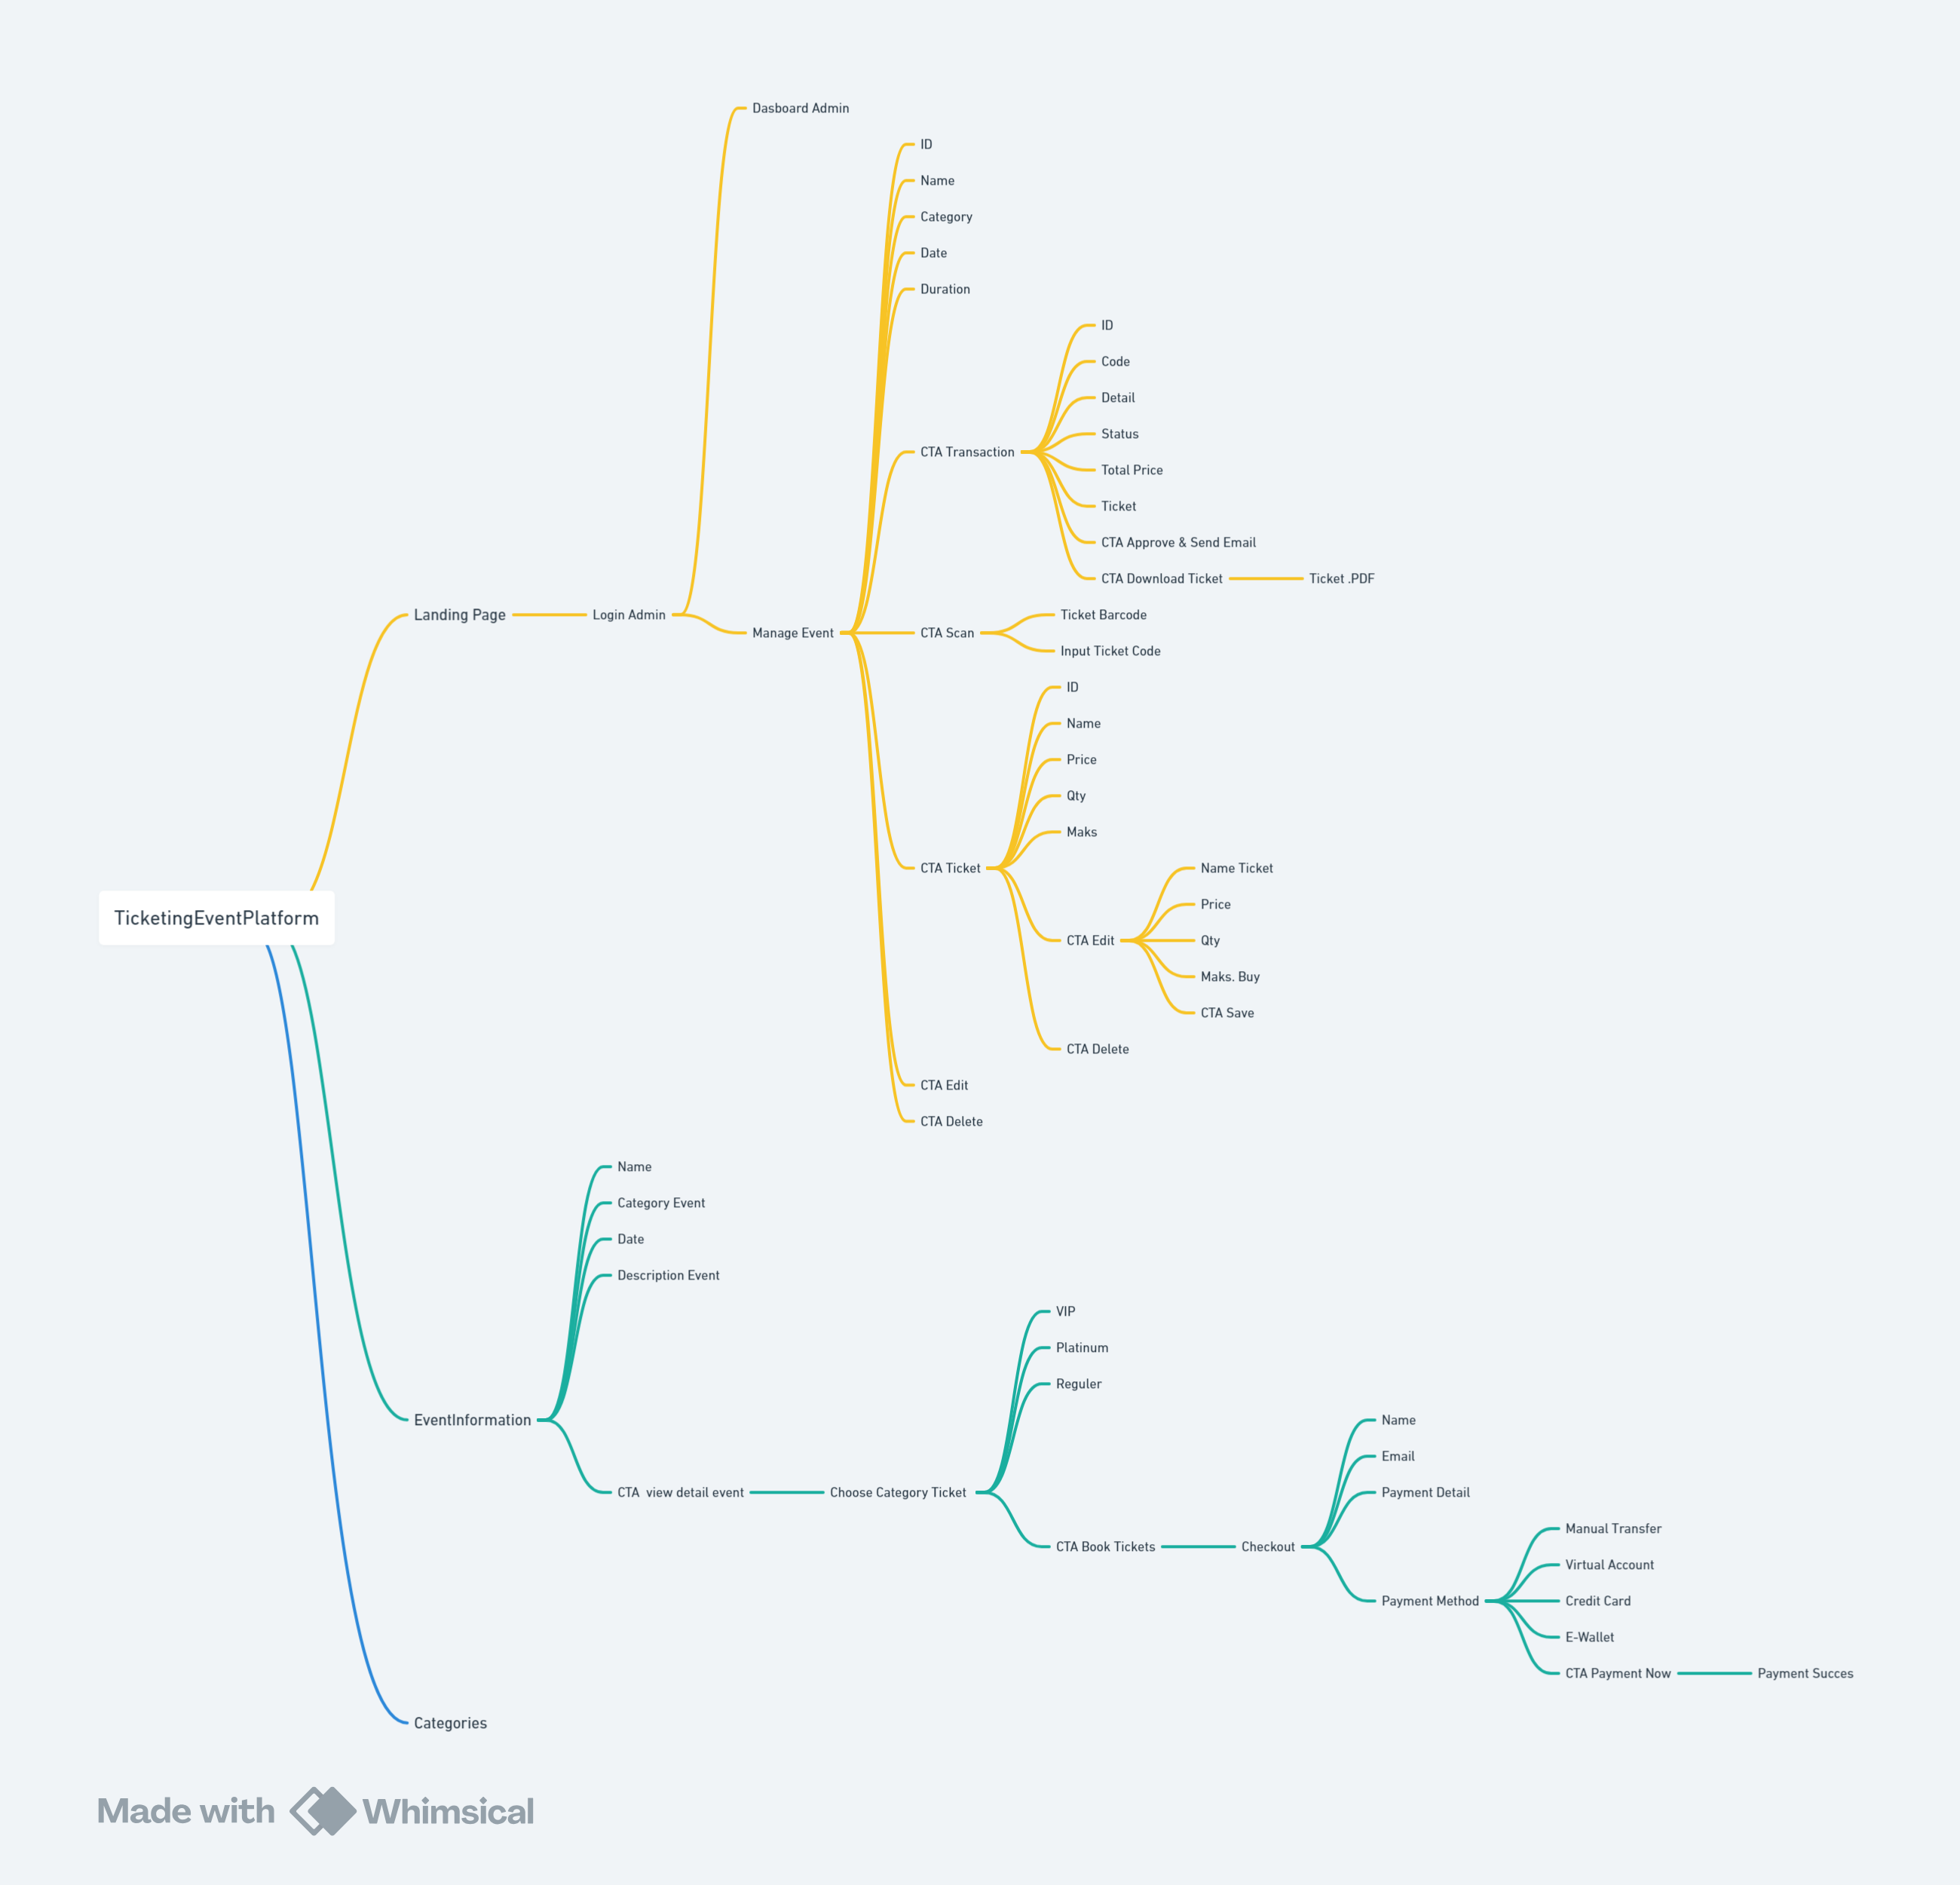 Dasboard Admin
ID
Name
Category
Date
Duration
ID
Code
Detail
Status
CTA Transaction
Total Price
Ticket
CTA Approve & Send Email
CTA Download Ticket
Ticket .PDF
Landing Page
Login Admin
Ticket Barcode
Manage Event
CTA Scan
Input Ticket Code
ID
Name
Price
Qty
Maks
CTA Ticket
Name Ticket
Price
TicketingEventPlatform
CTA Edit
Qty
Maks. Buy
CTA Save
CTA Delete
CTA Edit
CTA Delete
Name
Category Event
Date
Description Event
VIP
Platinum
Reguler
EventInformation
Name
Email
CTA  view detail event
Choose Category Ticket
Payment Detail
Manual Transfer
CTA Book Tickets
Checkout
Virtual Account
Payment Method
Credit Card
E-Wallet
CTA Payment Now
Payment Succes
Categories
Made with Whimsical